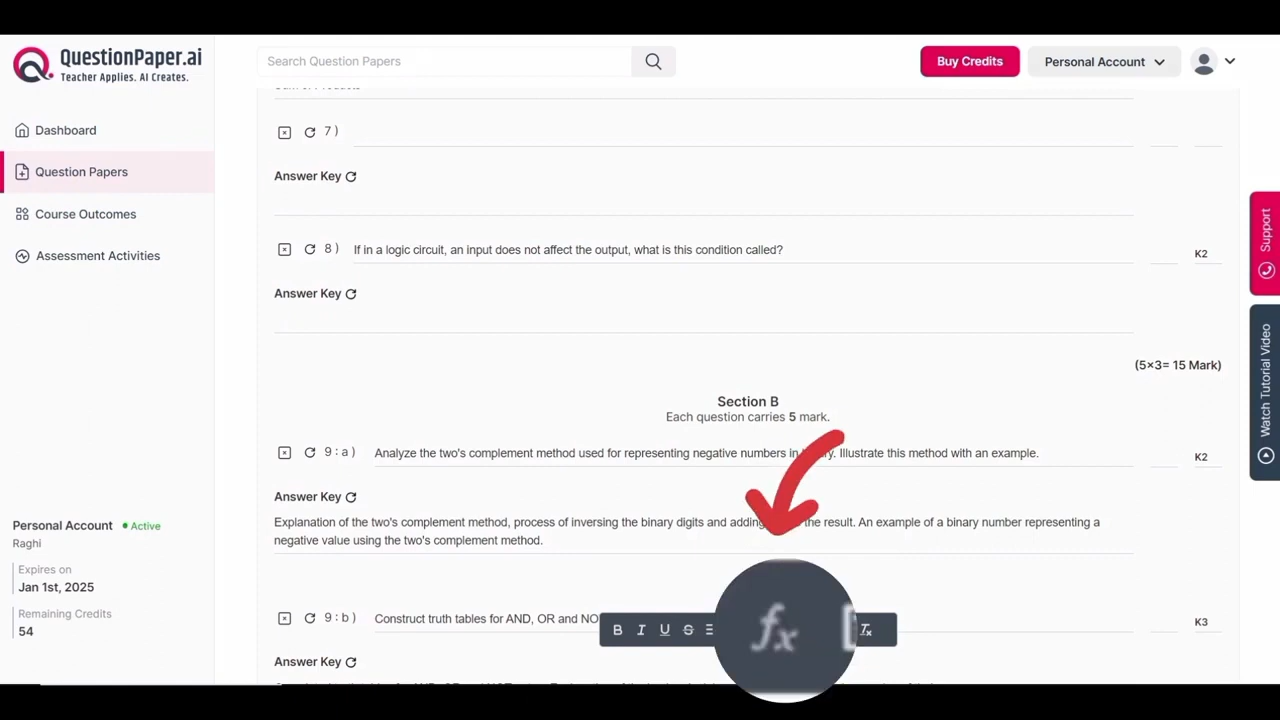 QuestionPaper.ai
Teacher Applies. AI Creates.
Search Question Papers
Buy Credits
Personal Account
Dashboard
Question Papers
Course Outcomes
Assessment Activities
7 )
Answer Key
8 ) If in a logic circuit, an input does not affect the output, what is this condition called? K2
Answer Key
(5×3= 15 Mark)
Section B
Each question carries 5 mark.
9 : a ) Analyze the two's complement method used for representing negative numbers in Illustrate this method with an example. K2
Answer Key
Explanation of the two's complement method, process of inversing the binary digits and adding the result. An example of a binary number representing a
negative value using the two's complement method.
9 : b ) Construct truth tables for AND, OR and K3
B I U S fx Tx
Answer Key
Personal Account Active
Raghi
Expires on
Jan 1st, 2025
Remaining Credits
54
Support
Watch Tutorial Video